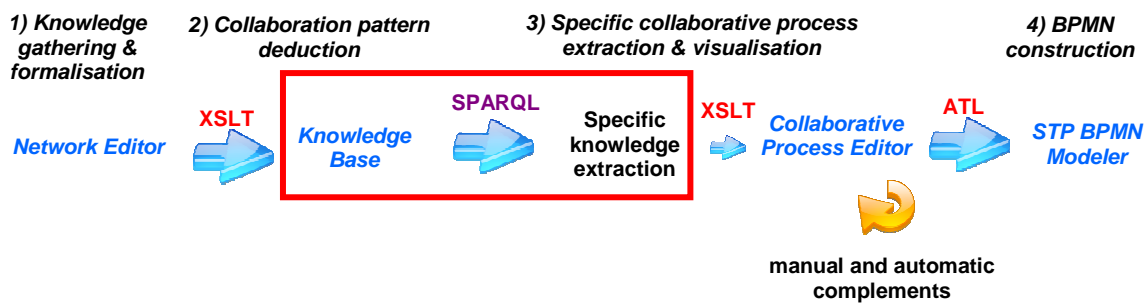 1) Knowledge
gathering &
formalisation
2) Collaboration pattern
deduction
3) Specific collaborative process
extraction & visualisation
4) BPMN
construction
Network Editor
XSLT
Knowledge
Base
SPARQL
Specific
knowledge
extraction
XSLT
Collaborative
Process Editor
ATL
STP BPMN
Modeler
manual and automatic
complements